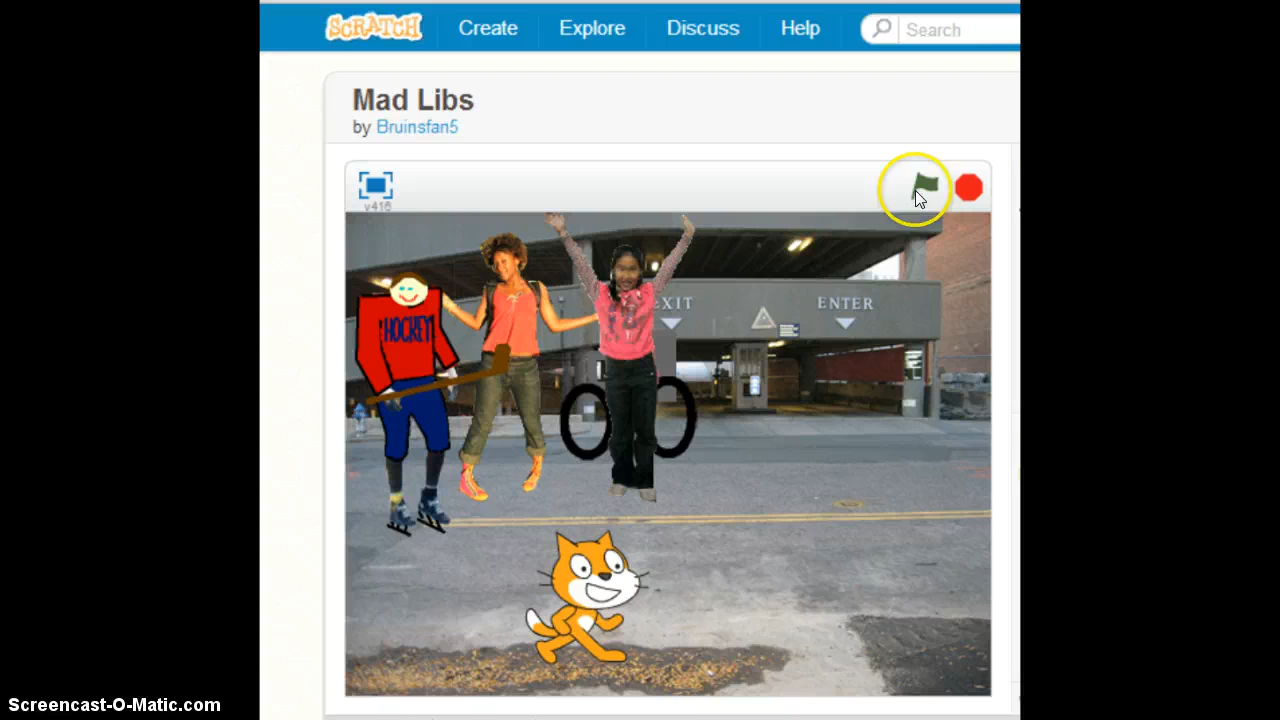 SCRATCH Create Explore Discuss Help Search
Mad Libs
by Bruinsfan5
v416
EXIT ENTER
HOCKEY
Screencast-O-Matic.com